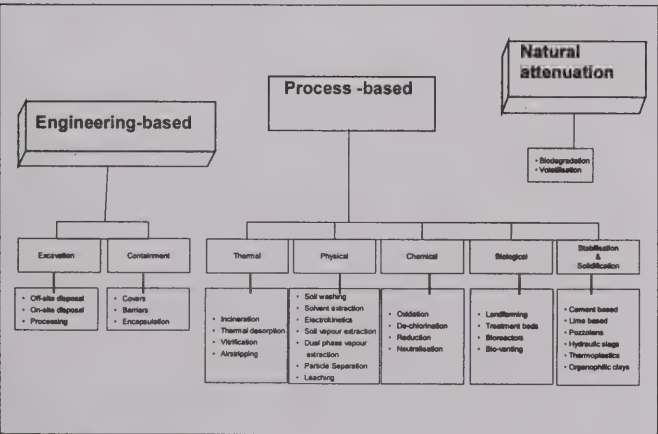 Engineering-based
Process -based
Natural
attenuation
• Biodegradation
• Volatilisation
Excavation
Containment
Thermal
Physical
Chemical
Biological
Stabilisation
&
Solidification
• Off-site disposal
• On-site disposal
• Processing
• Covers
• Barriers
• Encapsulation
• Incineration
• Thermal desorption
• Vitrification
• Airstripping
• Soil washing
• Solvent extraction
• Electrokinetics
• Soil vapour extraction
• Dual phase vapour
extraction
• Particle Separation
• Leaching
• Oxidation
• De-chlorination
• Reduction
• Neutralisation
• Landfarming
• Treatment beds
• Bioreactors
• Bio-venting
• Cement based
• Lime based
• Pozzolans
• Hydraulic slags
• Thermoplastics
• Organophilic clays